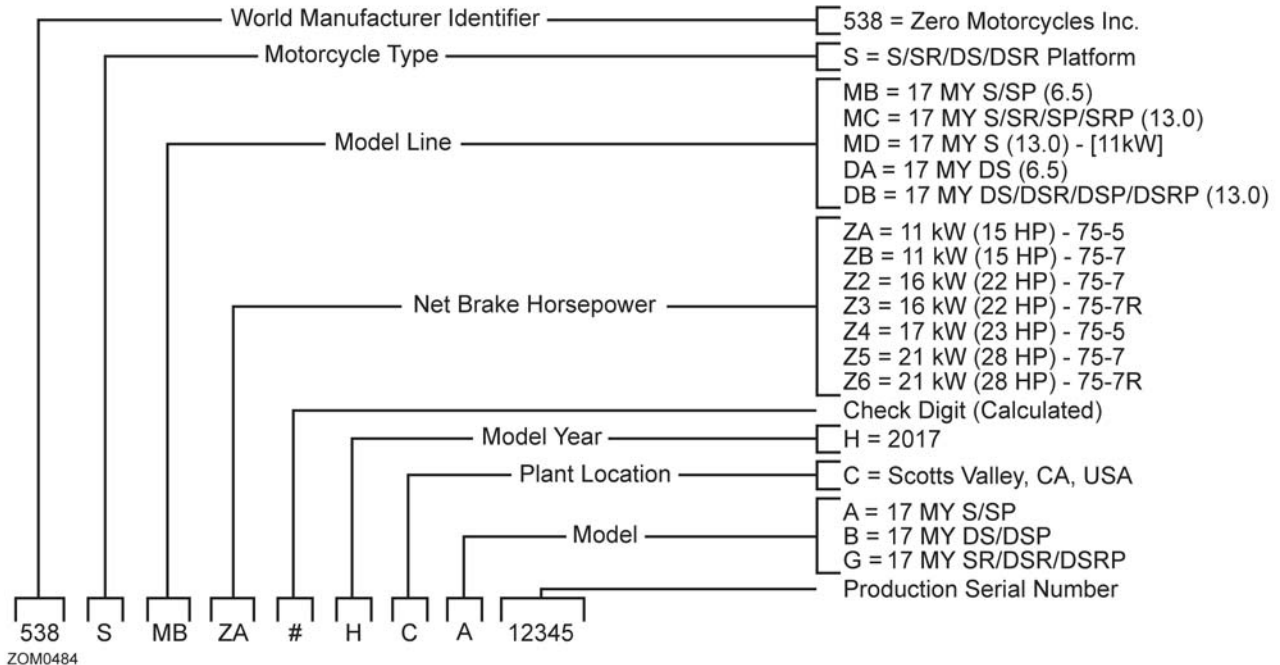 World Manufacturer Identifier
538 = Zero Motorcycles Inc.
Motorcycle Type
S = S/SR/DS/DSR Platform
Model Line
MB = 17 MY S/SP (6.5)
MC = 17 MY S/SR/SP/SRP (13.0)
MD = 17 MY S (13.0) - [11kW]
DA = 17 MY DS (6.5)
DB = 17 MY DS/DSR/DSP/DSRP (13.0)
Net Brake Horsepower
ZA = 11 kW (15 HP) - 75-5
ZB = 11 kW (15 HP) - 75-7
Z2 = 16 kW (22 HP) - 75-7
Z3 = 16 kW (22 HP) - 75-7R
Z4 = 17 kW (23 HP) - 75-5
Z5 = 21 kW (28 HP) - 75-7
Z6 = 21 kW (28 HP) - 75-7R
Check Digit (Calculated)
Model Year
H = 2017
Plant Location
C = Scotts Valley, CA, USA
Model
A = 17 MY S/SP
B = 17 MY DS/DSP
G = 17 MY SR/DSR/DSRP
Production Serial Number
538 S MB ZA # H C A 12345
ZOM0484